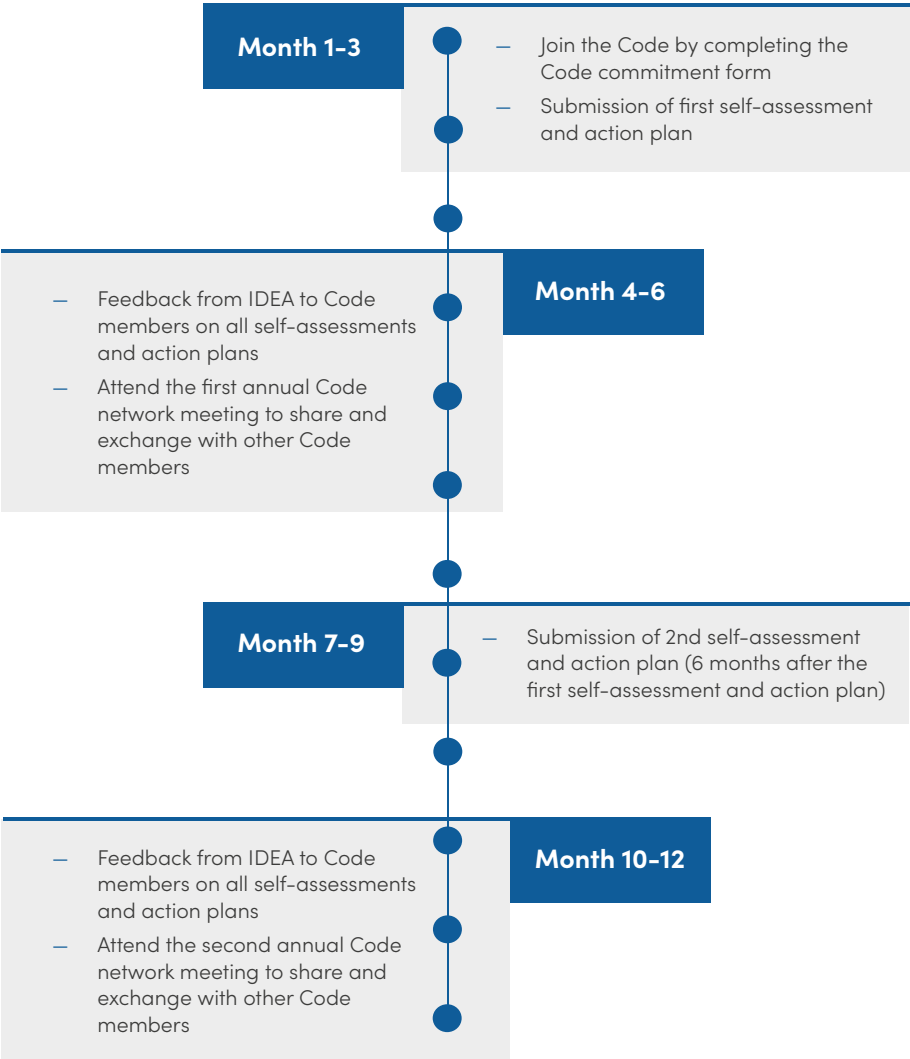 Month 1-3
— Join the Code by completing the
Code commitment form
— Submission of first self-assessment
and action plan
Month 4-6
— Feedback from IDEA to Code
members on all self-assessments
and action plans
— Attend the first annual Code
network meeting to share and
exchange with other Code
members
Month 7-9
— Submission of 2nd self-assessment
and action plan (6 months after the
first self-assessment and action plan)
Month 10-12
— Feedback from IDEA to Code
members on all self-assessments
and action plans
— Attend the second annual Code
network meeting to share and
exchange with other Code
members